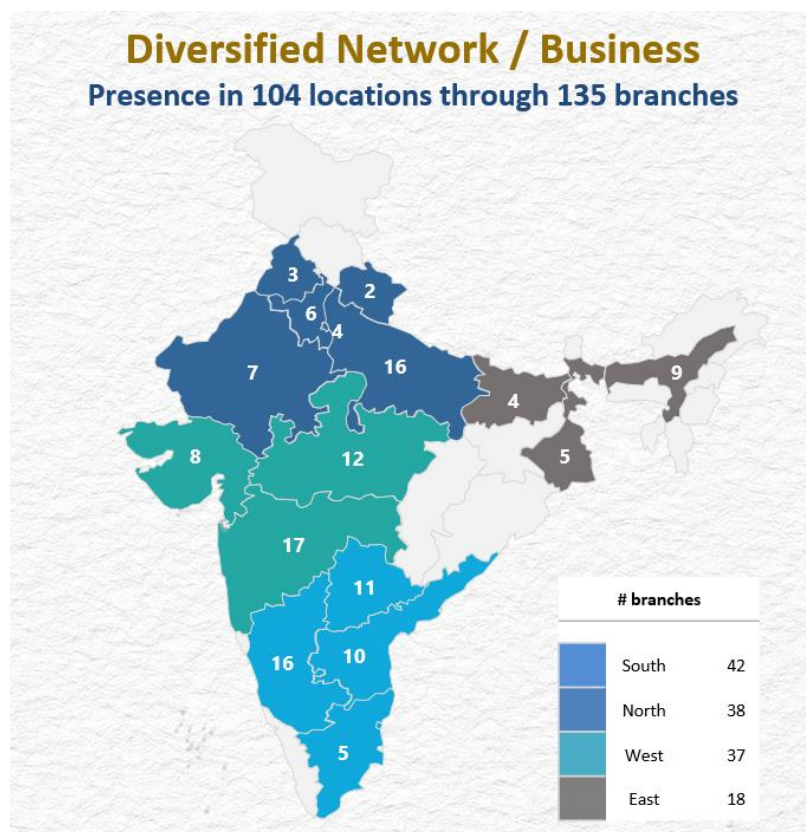 Diversified Network / Business
Presence in 104 locations through 135 branches
3
2
6
4
7
16
9
4
8
12
5
17
11
16
10
5
# branches
South 42
North 38
West 37
East 18